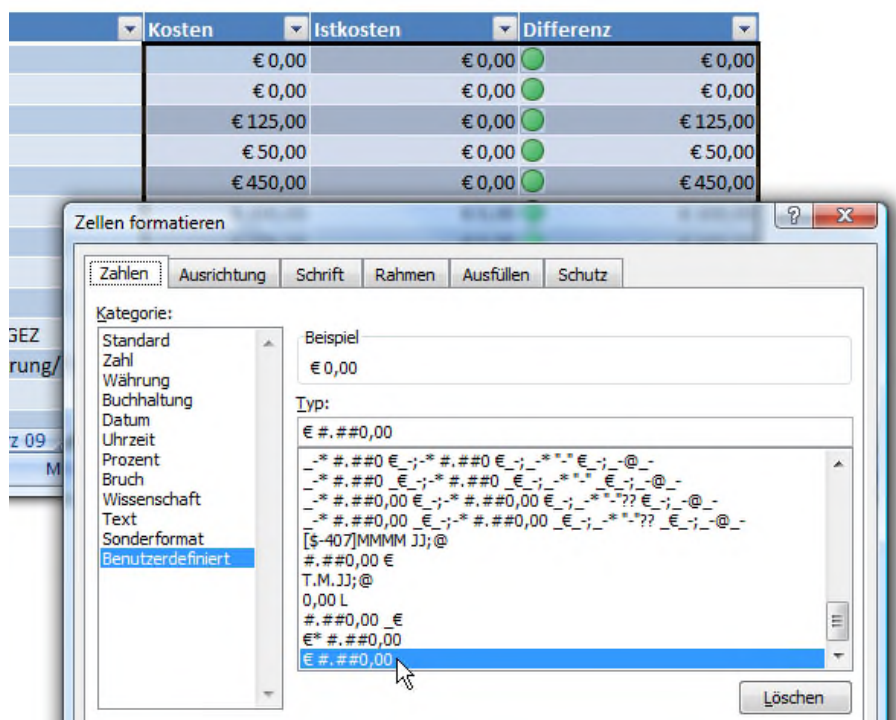 Kosten Istkosten Differenz
€ 0,00 € 0,00 € 0,00
€ 0,00 € 0,00 € 0,00
€ 125,00 € 0,00 € 125,00
€ 50,00 € 0,00 € 50,00
€ 450,00 € 0,00 € 450,00
Zellen formatieren
Zahlen Ausrichtung Schrift Rahmen Ausfüllen Schutz
Kategorie:
Standard
Zahl
Währung
Buchhaltung
Datum
Uhrzeit
Prozent
Bruch
Wissenschaft
Text
Sonderformat
Benutzerdefiniert
Beispiel
€ 0,00
Typ:
€ #.##0,00
_-* #.##0 €_-;-* #.##0 €_-;_-* "-" €_-;_-@_-
_-* #.##0 _€_-;-* #.##0 _€_-;_-* "-" _€_-;_-@_-
_-* #.##0,00 €_-;-* #.##0,00 €_-;_-* "-"?? €_-;_-@_-
_-* #.##0,00 _€_-;-* #.##0,00 _€_-;_-* "-"?? _€_-;_-@_-
[$-407]MMMM JJ;@
#.##0,00 €
T.M.JJ;@
0,00 L
#.##0,00 _€
€* #.##0,00
€ #.##0,00
Löschen
GEZ
rung/
rz 09
M